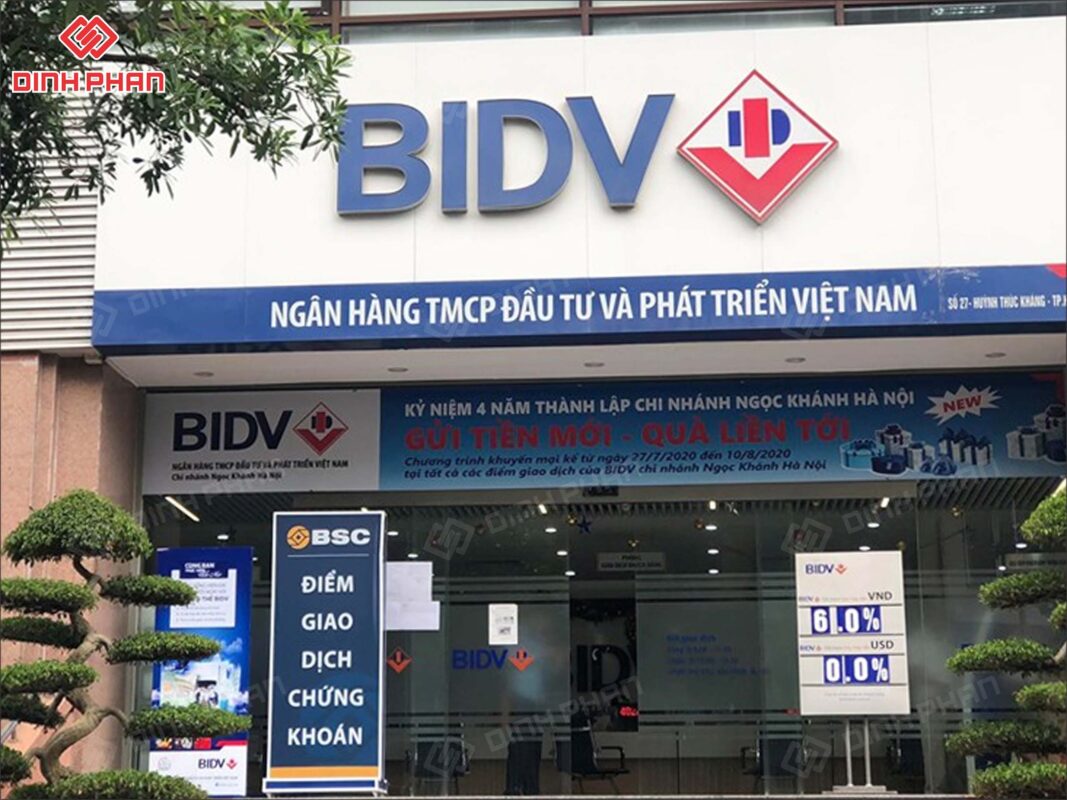 DINH PHAN
BIDV
NGÂN HÀNG TMCP ĐẦU TƯ VÀ PHÁT TRIỂN VIỆT NAM
SỐ 27- HUỲNH THÚC KHÁNG - TP.H
BIDV
NGÂN HÀNG TMCP ĐẦU TƯ VÀ PHÁT TRIỂN VIỆT NAM
Chi nhánh Ngọc Khánh Hà Nội
KỶ NIỆM 4 NĂM THÀNH LẬP CHI NHÁNH NGỌC KHÁNH HÀ NỘI
GỬI TIỀN MỚI - QUÀ LIỀN TỚI
NEW
Chương trình khuyến mại kể từ ngày 27/7/2020 đến 10/8/2020
tại tất cả các điểm giao dịch của BIDV chi nhánh Ngọc Khánh Hà Nội
BSC
ĐIỂM
GIAO
DỊCH
CHỨNG
KHOÁN
BIDV
BIDV
BIDV
VND
6.0%
USD
0.0%